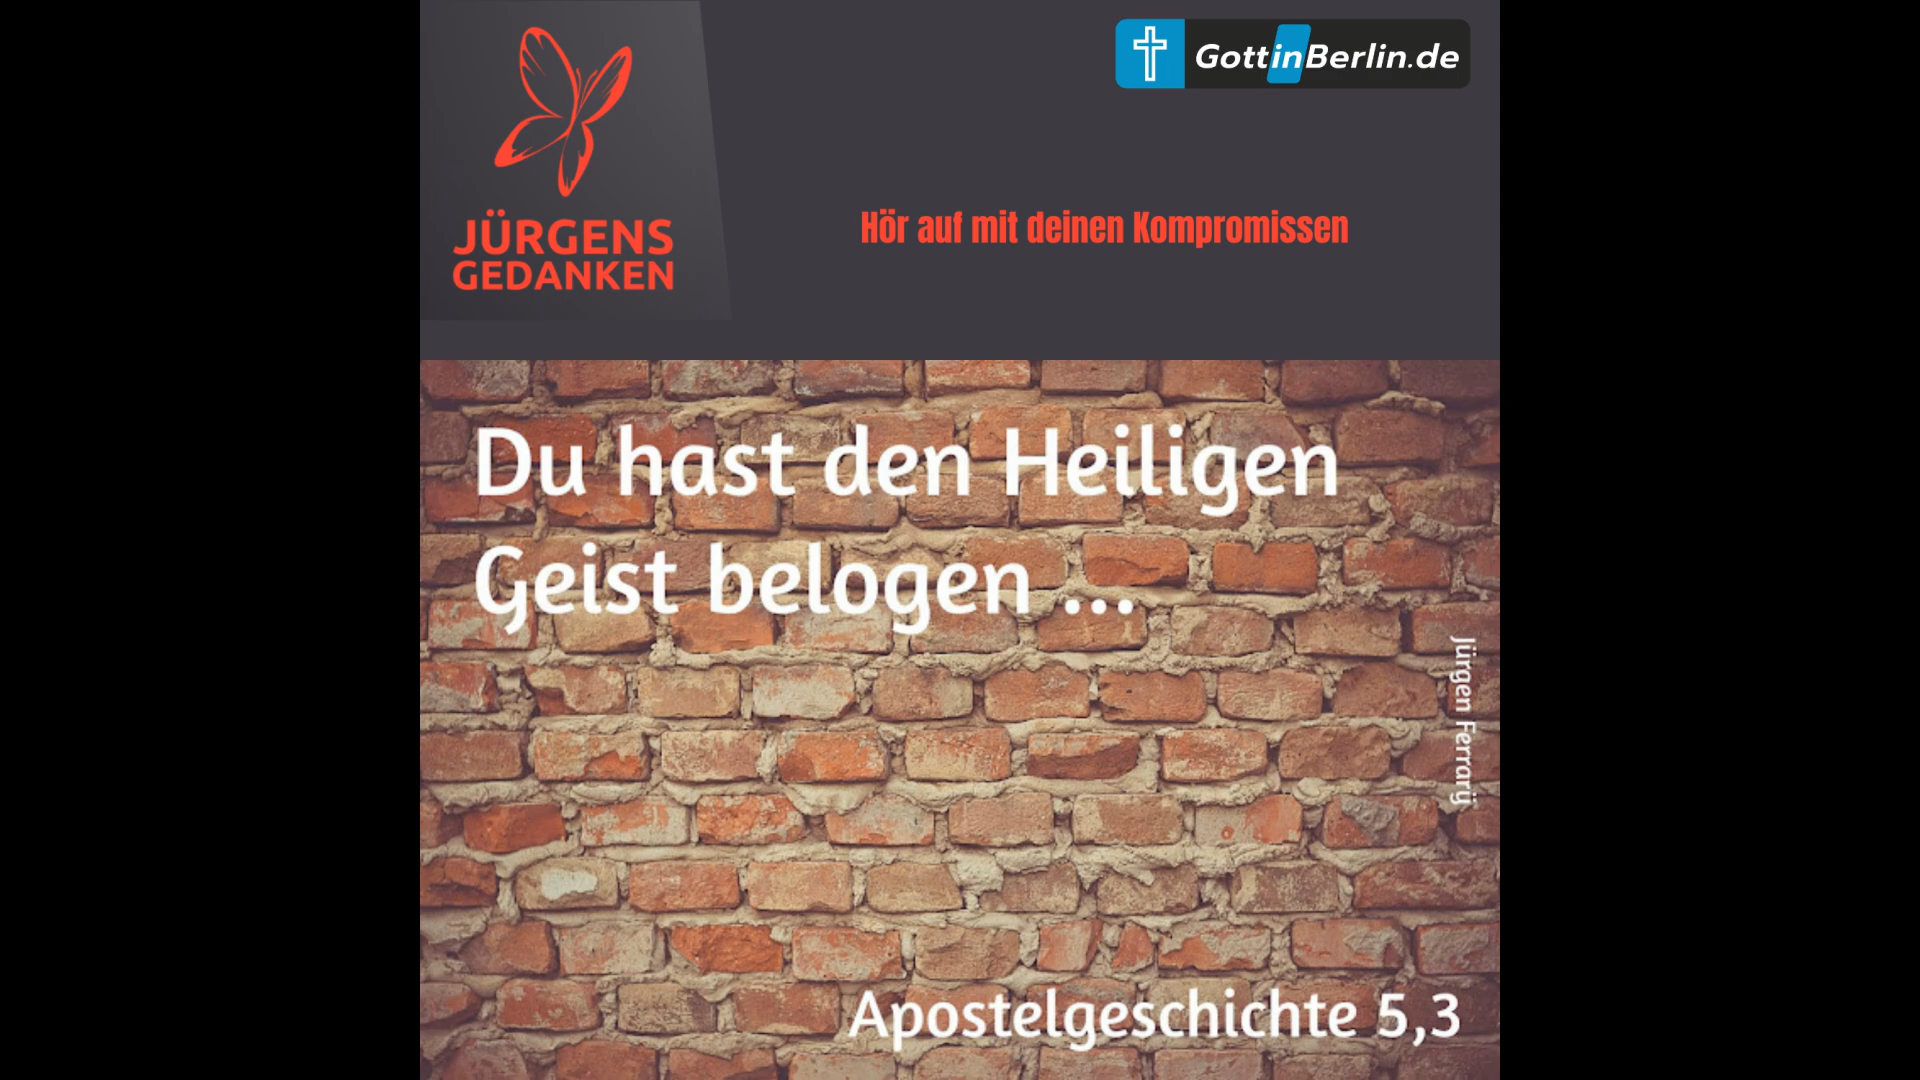 GottinBerlin.de
JÜRGENS
GEDANKEN
Hör auf mit deinen Kompromissen
Du hast den Heiligen
Geist belogen ...
Jürgen Ferrarÿ
Apostelgeschichte 5,3